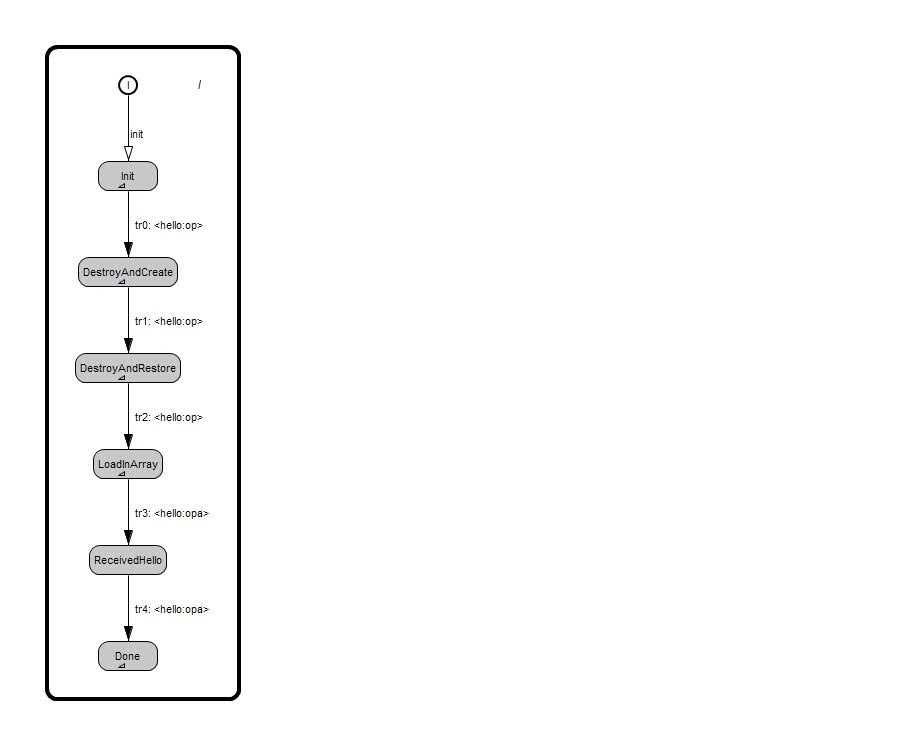 I
/
init
Init
tr0: <hello:op>
DestroyAndCreate
tr1: <hello:op>
DestroyAndRestore
tr2: <hello:op>
LoadInArray
tr3: <hello:opa>
ReceivedHello
tr4: <hello:opa>
Done